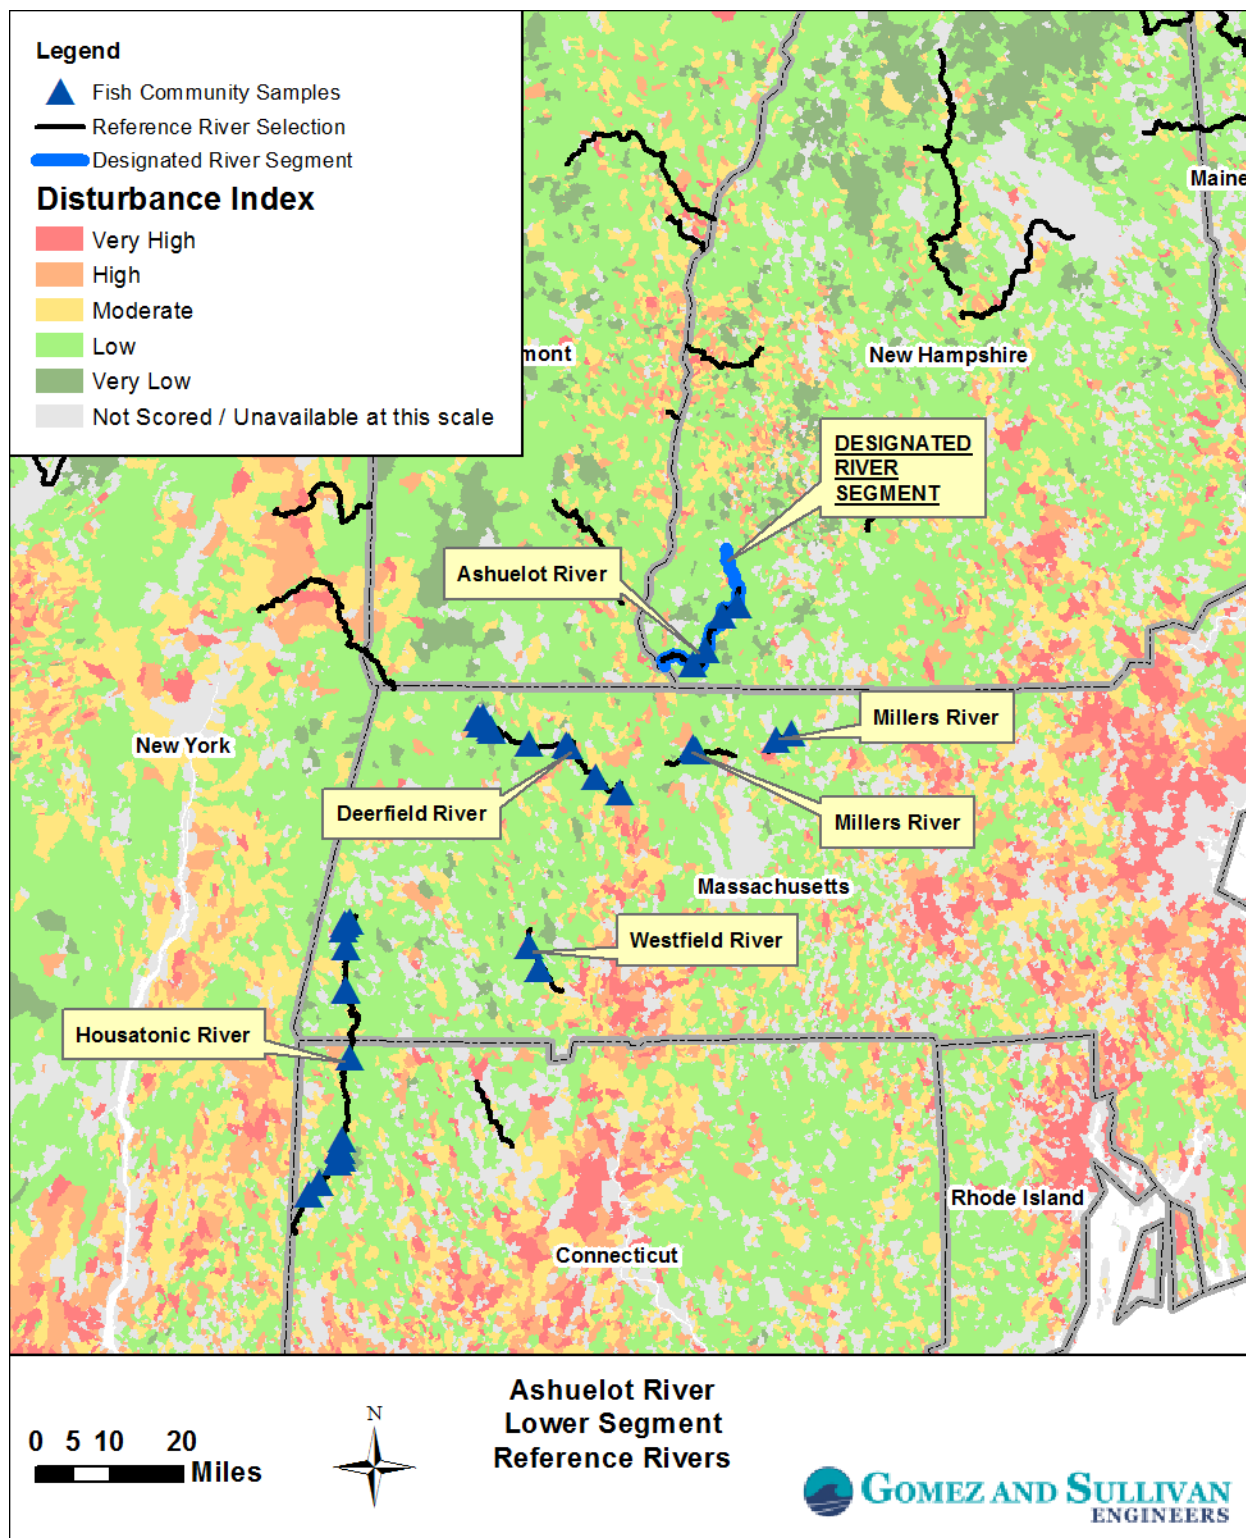 Legend
Fish Community Samples
Reference River Selection
Designated River Segment
Disturbance Index
Very High
High
Moderate
Low
Very Low
Not Scored / Unavailable at this scale
Maine
mont
New Hampshire
DESIGNATED
RIVER
SEGMENT
Ashuelot River
Millers River
New York
Deerfield River
Millers River
Massachusetts
Westfield River
Housatonic River
Rhode Island
Connecticut
Ashuelot River
Lower Segment
Reference Rivers
0 5 10 20
Miles
N
GOMEZ AND SULLIVAN
ENGINEERS